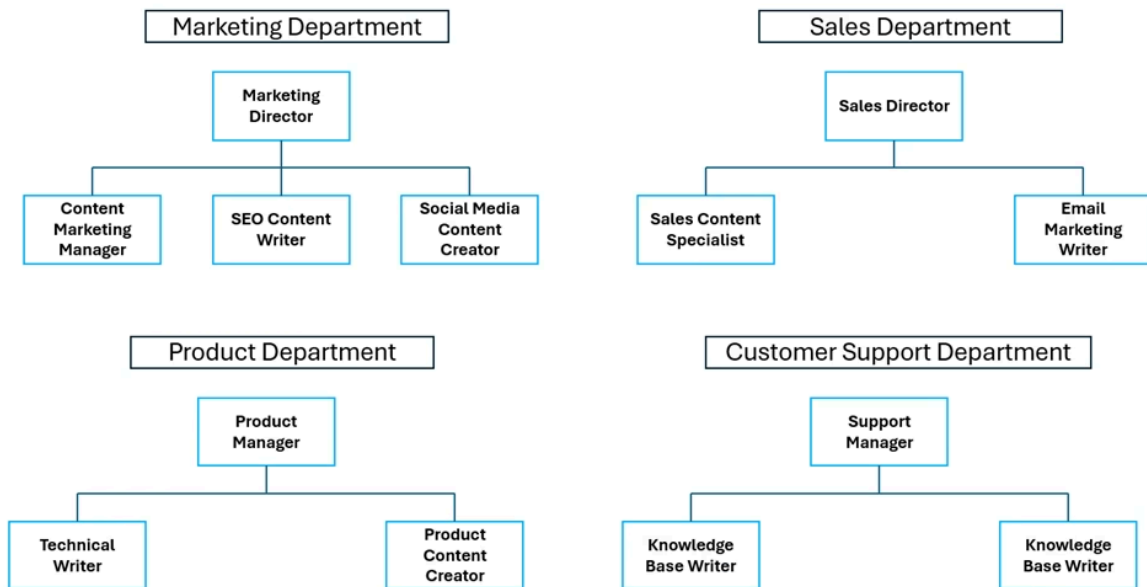 Marketing Department
Marketing
Director
Content
Marketing
Manager
SEO Content
Writer
Social Media
Content
Creator
Sales Department
Sales Director
Sales Content
Specialist
Email
Marketing
Writer
Product Department
Product
Manager
Technical
Writer
Product
Content
Creator
Customer Support Department
Support
Manager
Knowledge
Base Writer
Knowledge
Base Writer